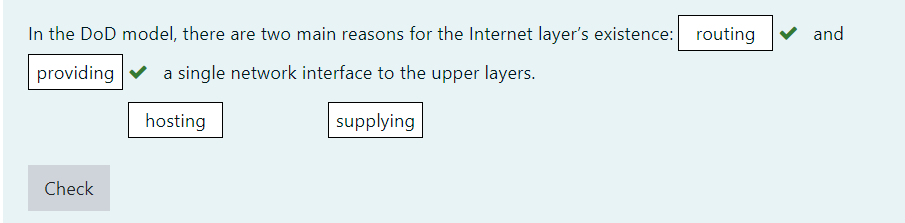 In the DoD model, there are two main reasons for the Internet layer’s existence: routing and
providing a single network interface to the upper layers.
hosting supplying
Check